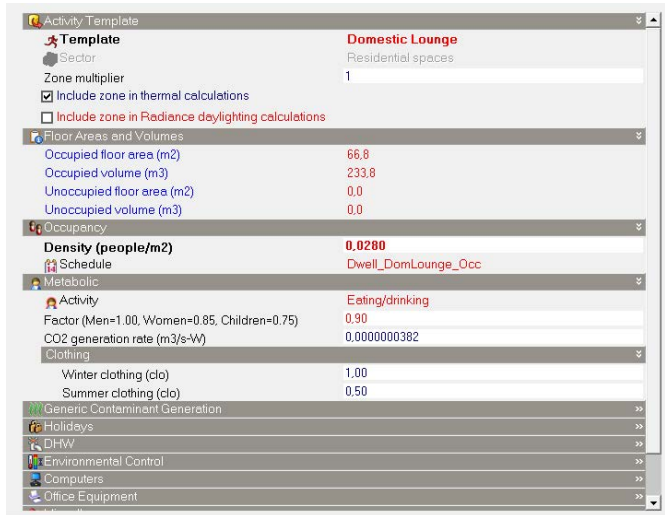 Activity Template
Template Domestic Lounge
Sector Residential spaces
Zone multiplier 1
Include zone in thermal calculations
Include zone in Radiance daylighting calculations
Floor Areas and Volumes
Occupied floor area (m2) 66,8
Occupied volume (m3) 233,8
Unoccupied floor area (m2) 0,0
Unoccupied volume (m3) 0,0
Occupancy
Density (people/m2) 0,0280
Schedule Dwell_DomLounge_Occ
Metabolic
Activity Eating/drinking
Factor (Men=1.00, Women=0.85, Children=0.75) 0,90
CO2 generation rate (m3/s-W) 0,0000000382
Clothing
Winter clothing (clo) 1,00
Summer clothing (clo) 0,50
Generic Contaminant Generation
Holidays
DHW
Environmental Control
Computers
Office Equipment